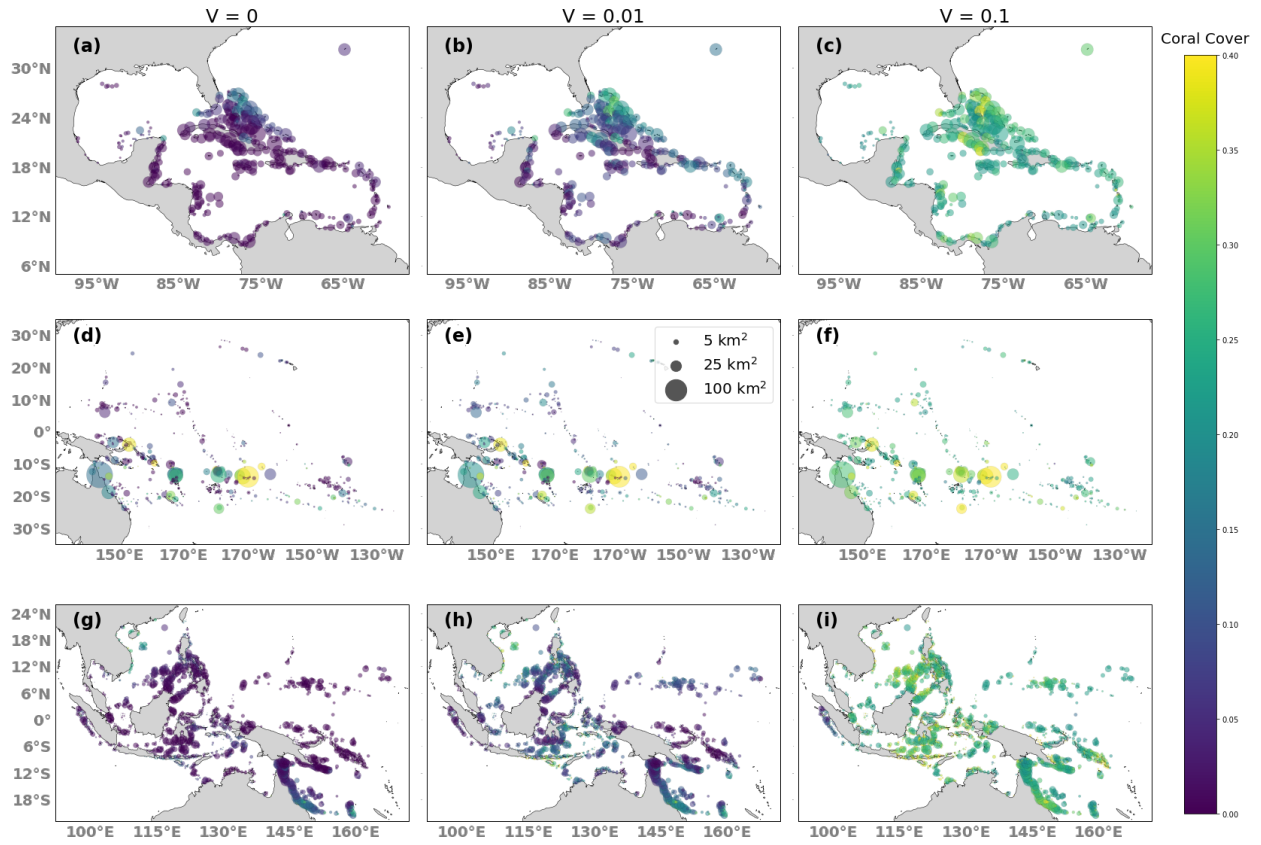 V = 0
V = 0.01
V = 0.1
Coral Cover
(a)
(b)
(c)
30°N
24°N
18°N
12°N
6°N
95°W 85°W 75°W 65°W
95°W 85°W 75°W 65°W
95°W 85°W 75°W 65°W
(d)
(e)
(f)
5 km²
25 km²
100 km²
30°N
20°N
10°N
0°
10°S
20°S
30°S
150°E 170°E 170°W 150°W 130°W
150°E 170°E 170°W 150°W 130°W
150°E 170°E 170°W 150°W 130°W
(g)
(h)
(i)
24°N
18°N
12°N
6°N
0°
6°S
12°S
18°S
100°E 115°E 130°E 145°E 160°E
100°E 115°E 130°E 145°E 160°E
100°E 115°E 130°E 145°E 160°E
0.40
0.35
0.30
0.25
0.20
0.15
0.10
0.05
0.00